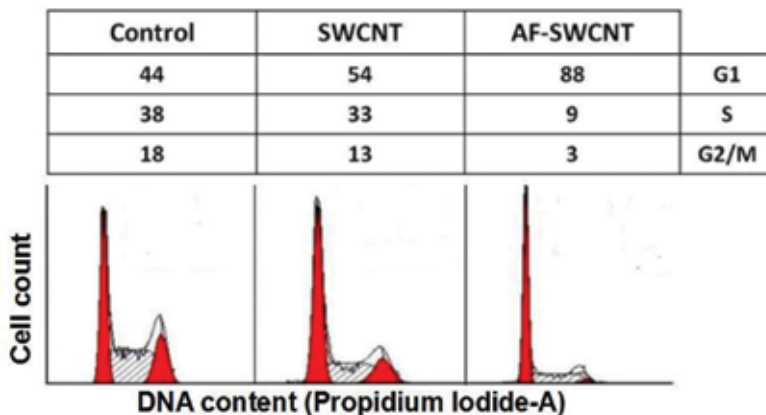 Control SWCNT AF-SWCNT
44 54 88 G1
38 33 9 S
18 13 3 G2/M
Cell count
DNA content (Propidium Iodide-A)